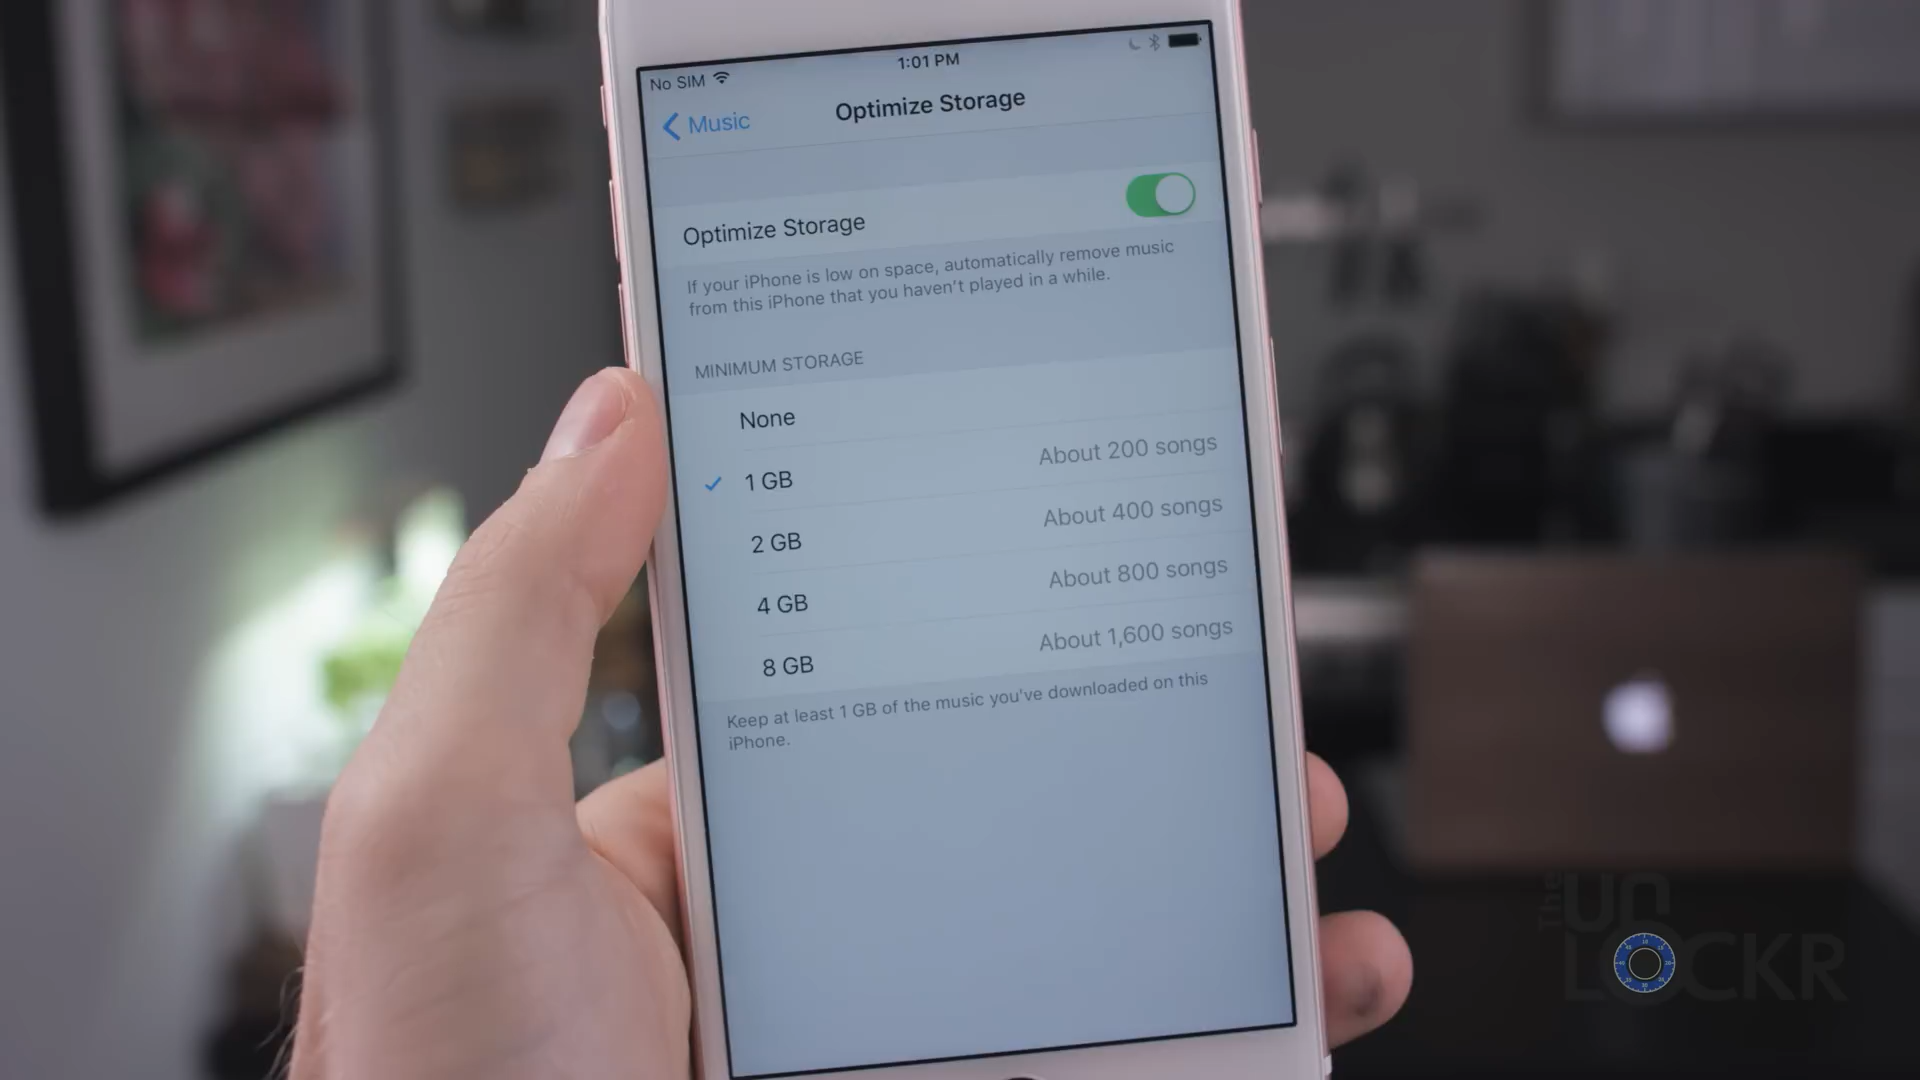 No SIM
1:01 PM
Music
Optimize Storage
Optimize Storage
If your iPhone is low on space, automatically remove music
from this iPhone that you haven't played in a while.
MINIMUM STORAGE
None
1 GB About 200 songs
2 GB About 400 songs
4 GB About 800 songs
8 GB About 1,600 songs
Keep at least 1 GB of the music you've downloaded on this
iPhone.
The
UN
LOCKR